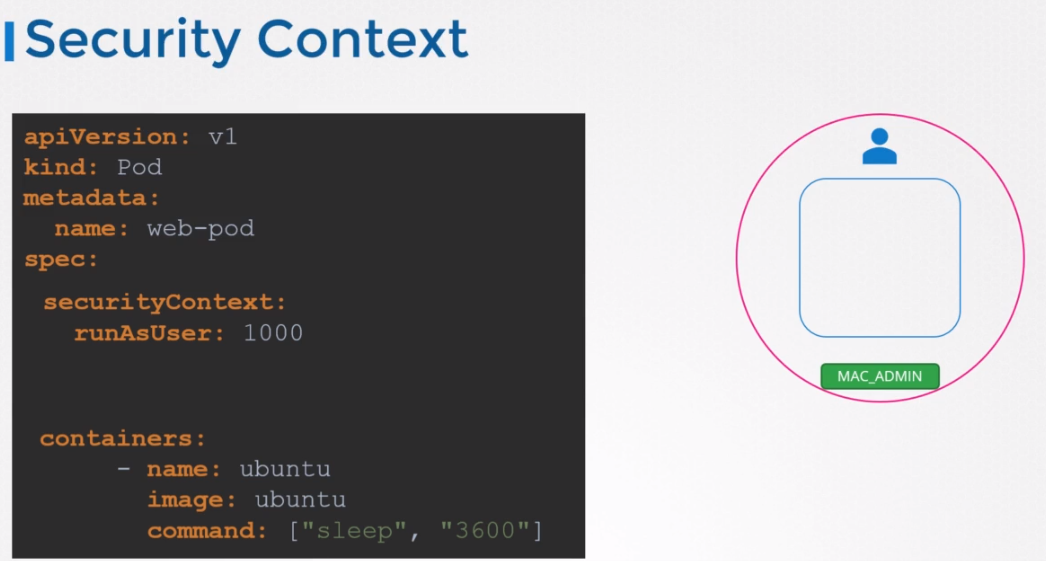 Security Context
apiVersion: v1
kind: Pod
metadata:
  name: web-pod
spec:
  securityContext:
    runAsUser: 1000
  containers:
      - name: ubuntu
        image: ubuntu
        command: ["sleep", "3600"]
MAC_ADMIN